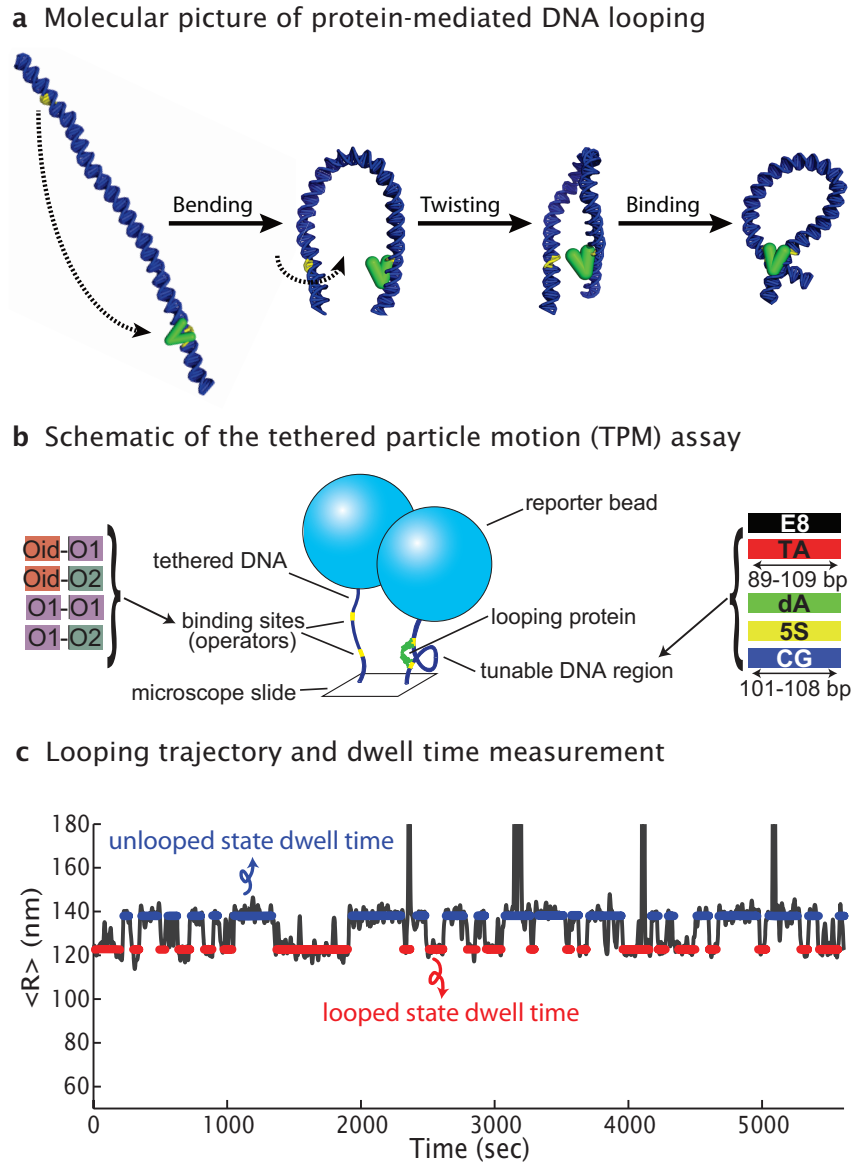 a Molecular picture of protein-mediated DNA looping
Bending
Twisting
Binding
b Schematic of the tethered particle motion (TPM) assay
Oid-O1
Oid-O2
O1-O1
O1-O2
tethered DNA
binding sites
(operators)
microscope slide
reporter bead
looping protein
tunable DNA region
E8
TA
89-109 bp
dA
5S
CG
101-108 bp
c Looping trajectory and dwell time measurement
<R> (nm)
180
160
140
120
100
80
60
unlooped state dwell time
looped state dwell time
0
1000
2000
3000
4000
5000
Time (sec)